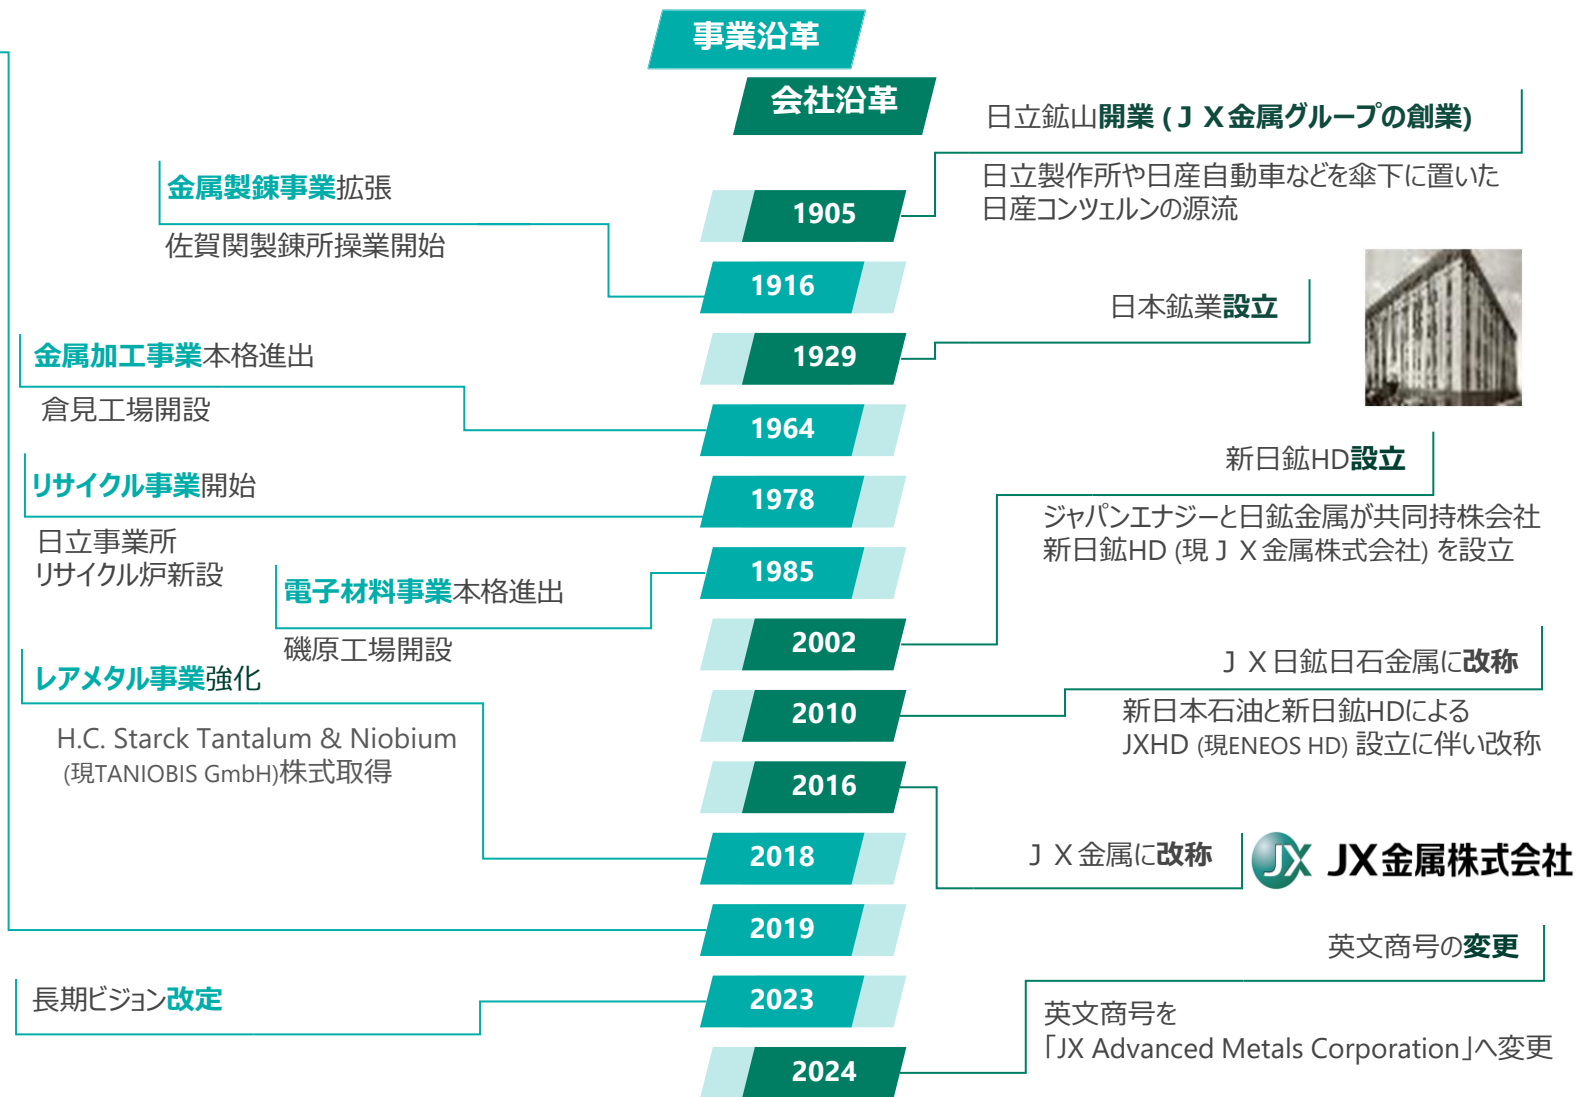 事業沿革
会社沿革
日立鉱山開業 (ＪＸ金属グループの創業)
日立製作所や日産自動車などを傘下に置いた
日産コンツェルンの源流
1905
金属製錬事業拡張
佐賀関製錬所操業開始
1916
日本鉱業設立
1929
金属加工事業本格進出
倉見工場開設
1964
リサイクル事業開始
日立事業所
リサイクル炉新設
1978
電子材料事業本格進出
磯原工場開設
1985
新日鉱HD設立
ジャパンエナジーと日鉱金属が共同持株会社
新日鉱HD (現ＪＸ金属株式会社) を設立
2002
ＪＸ日鉱日石金属に改称
新日本石油と新日鉱HDによる
JXHD (現ENEOS HD) 設立に伴い改称
2010
2016
ＪＸ金属に改称
JX JX金属株式会社
レアメタル事業強化
H.C. Starck Tantalum & Niobium
(現TANIOBIS GmbH)株式取得
2018
2019
長期ビジョン改定
2023
英文商号の変更
英文商号を
「JX Advanced Metals Corporation」へ変更
2024